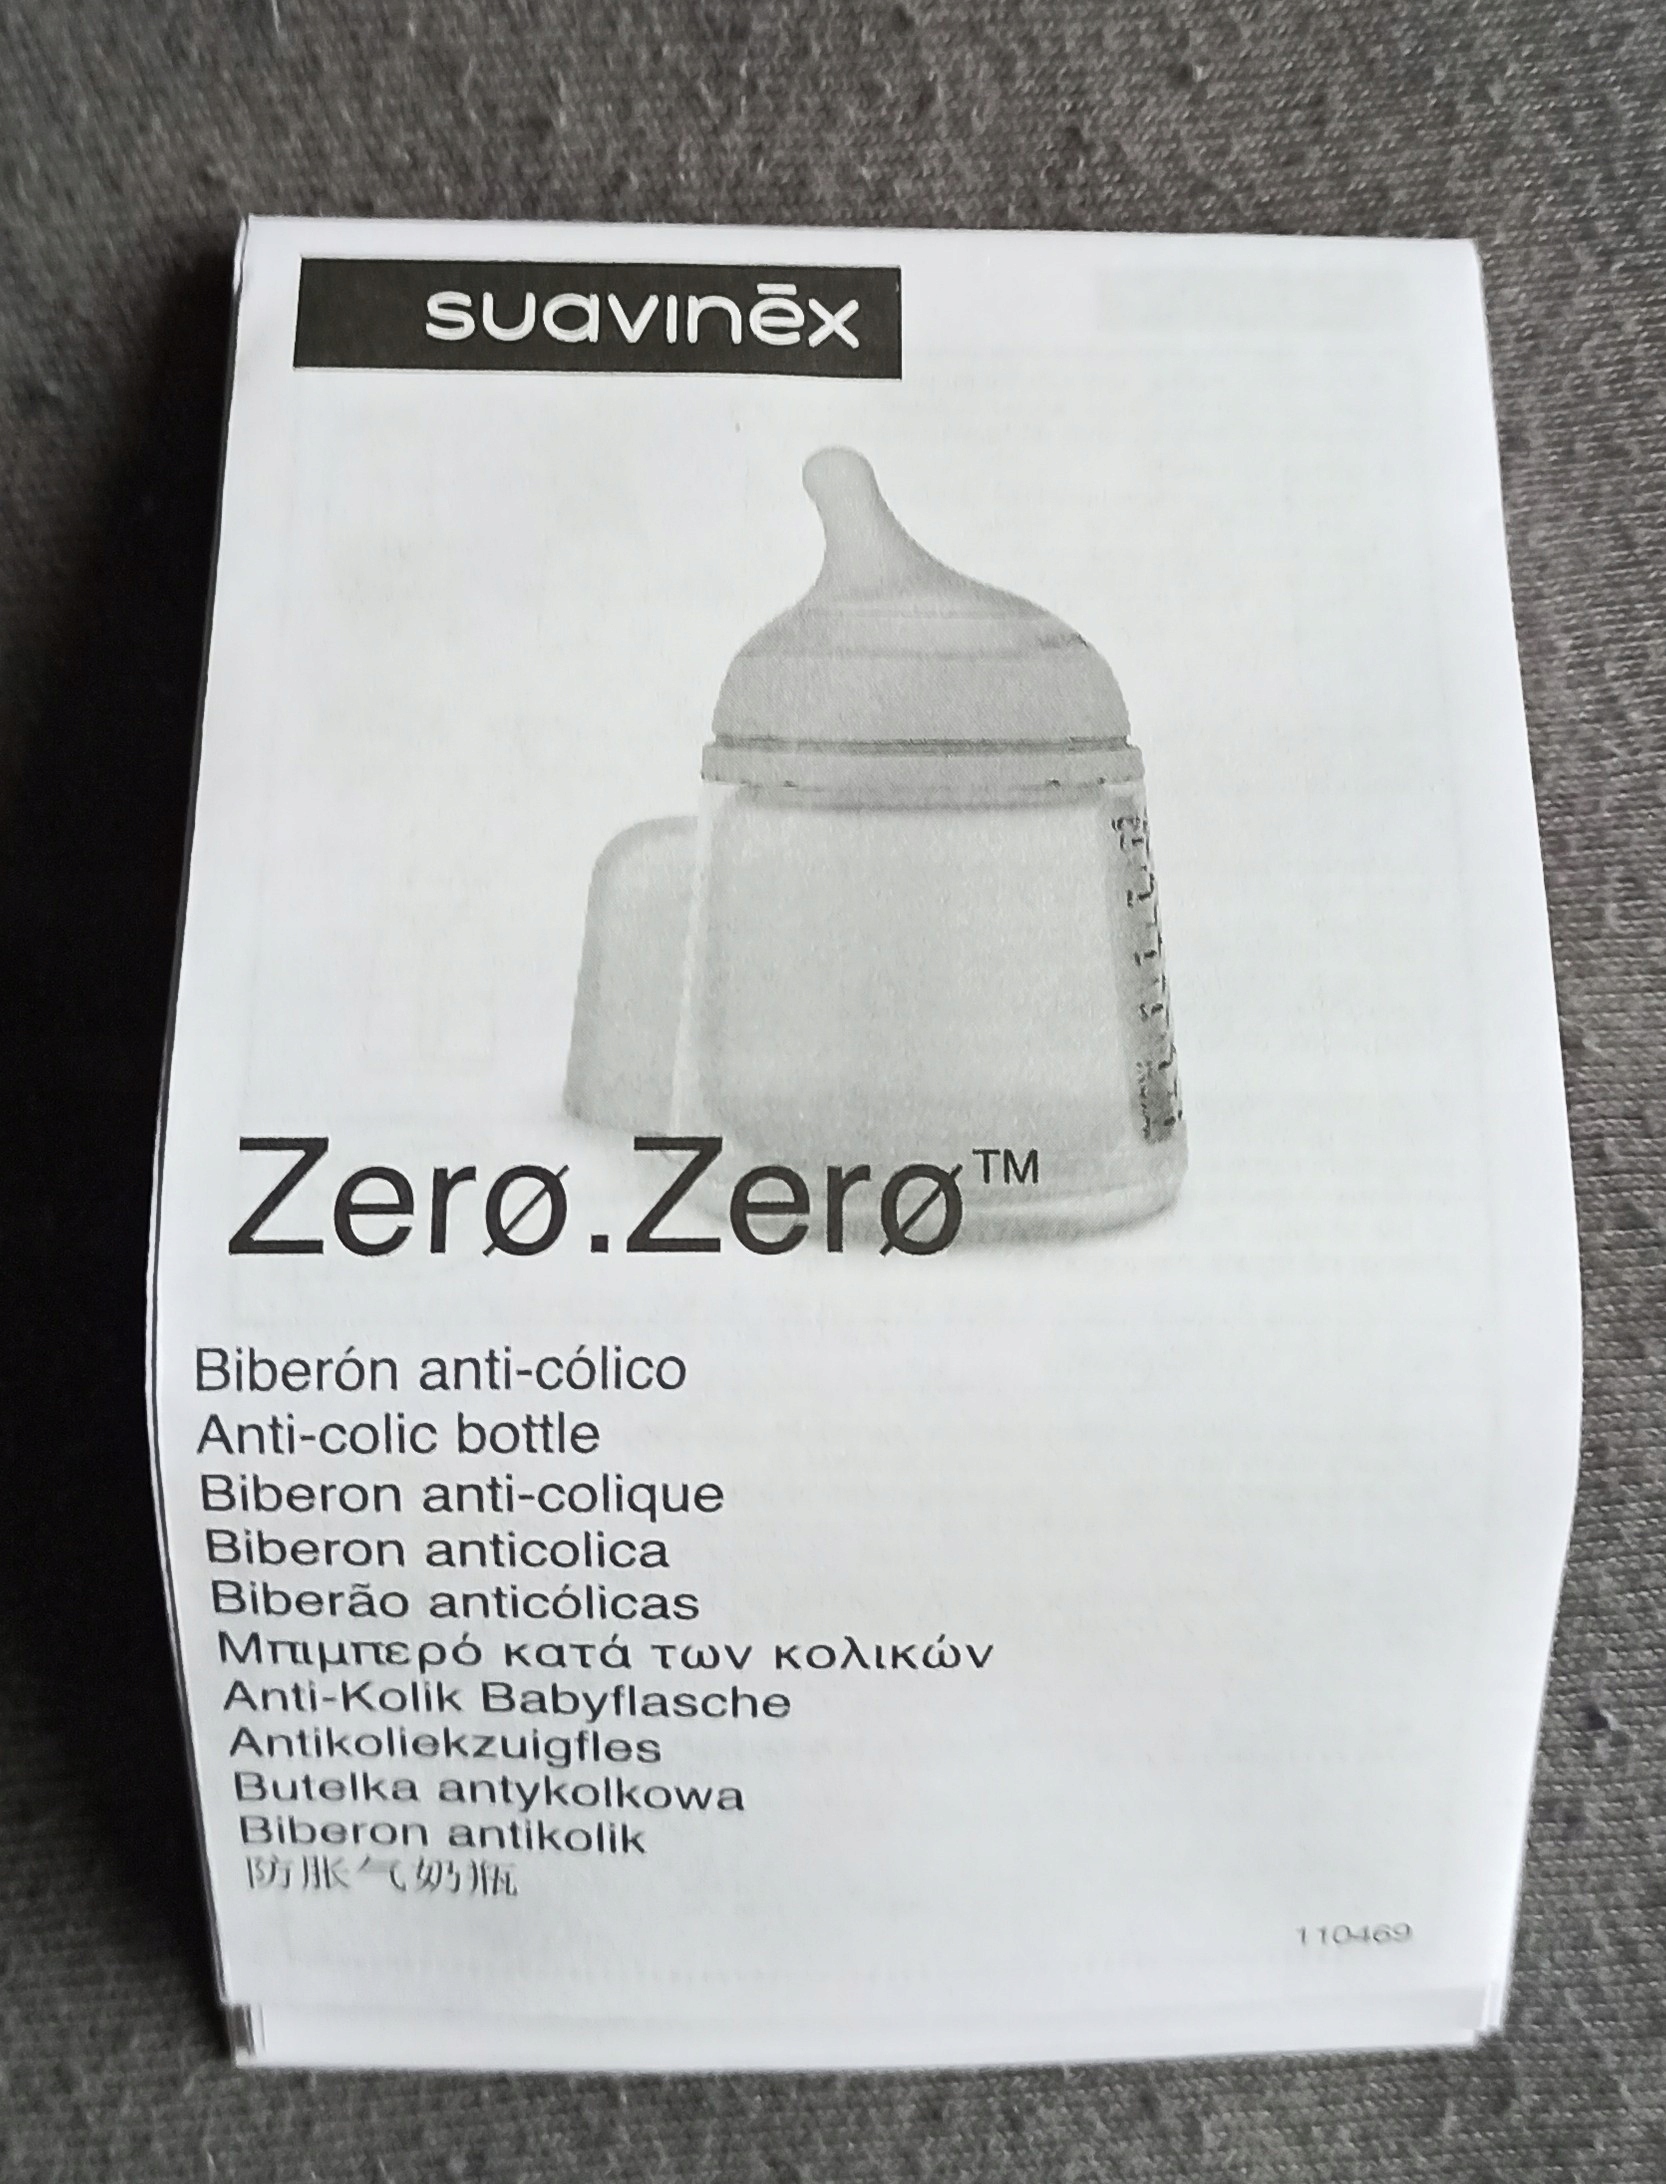 suavinēx
Zerø.Zerø™
Biberón anti-cólico
Anti-colic bottle
Biberon anti-colique
Biberon anticolica
Biberão anticólicas
Μπιμπερό κατά των κολικών
Anti-Kolik Babyflasche
Antikoliekzuigfles
Butelka antykolkowa
Biberon antikolik
防胀气奶瓶
110469